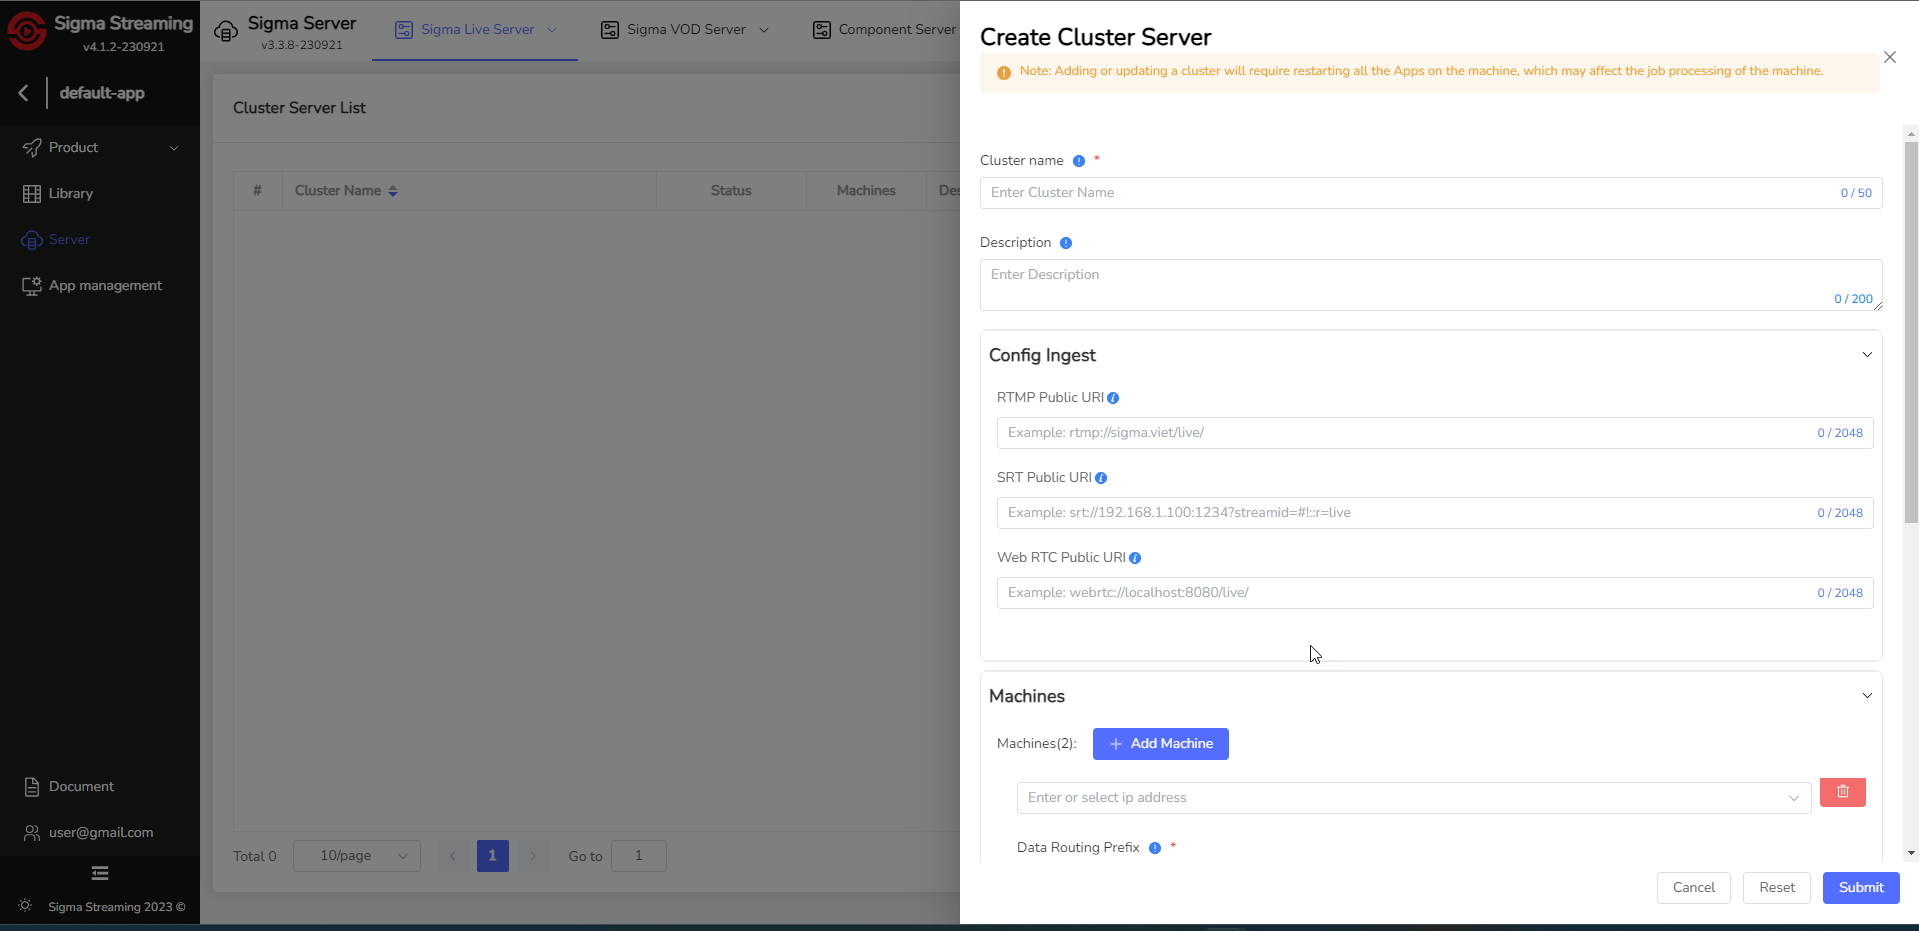 Sigma Streaming
v4.1.2-230921
default-app
Product
Library
Server
App management
Document
user@gmail.com
Sigma Streaming 2023 ©
Sigma Server
v3.3.8-230921
Sigma Live Server
Sigma VOD Server
Component Server
Cluster Server List
# Cluster Name Status Machines Des
Total 0 10/page 1 Go to 1
Create Cluster Server
Note: Adding or updating a cluster will require restarting all the Apps on the machine, which may affect the job processing of the machine.
Cluster name *
Enter Cluster Name 0 / 50
Description
Enter Description
0 / 200
Config Ingest
RTMP Public URI
Example: rtmp://sigma.viet/live/ 0 / 2048
SRT Public URI
Example: srt://192.168.1.100:1234?streamid=#!::r=live 0 / 2048
Web RTC Public URI
Example: webrtc://localhost:8080/live/ 0 / 2048
Machines
Machines(2): + Add Machine
Enter or select ip address
Data Routing Prefix *
Cancel Reset Submit